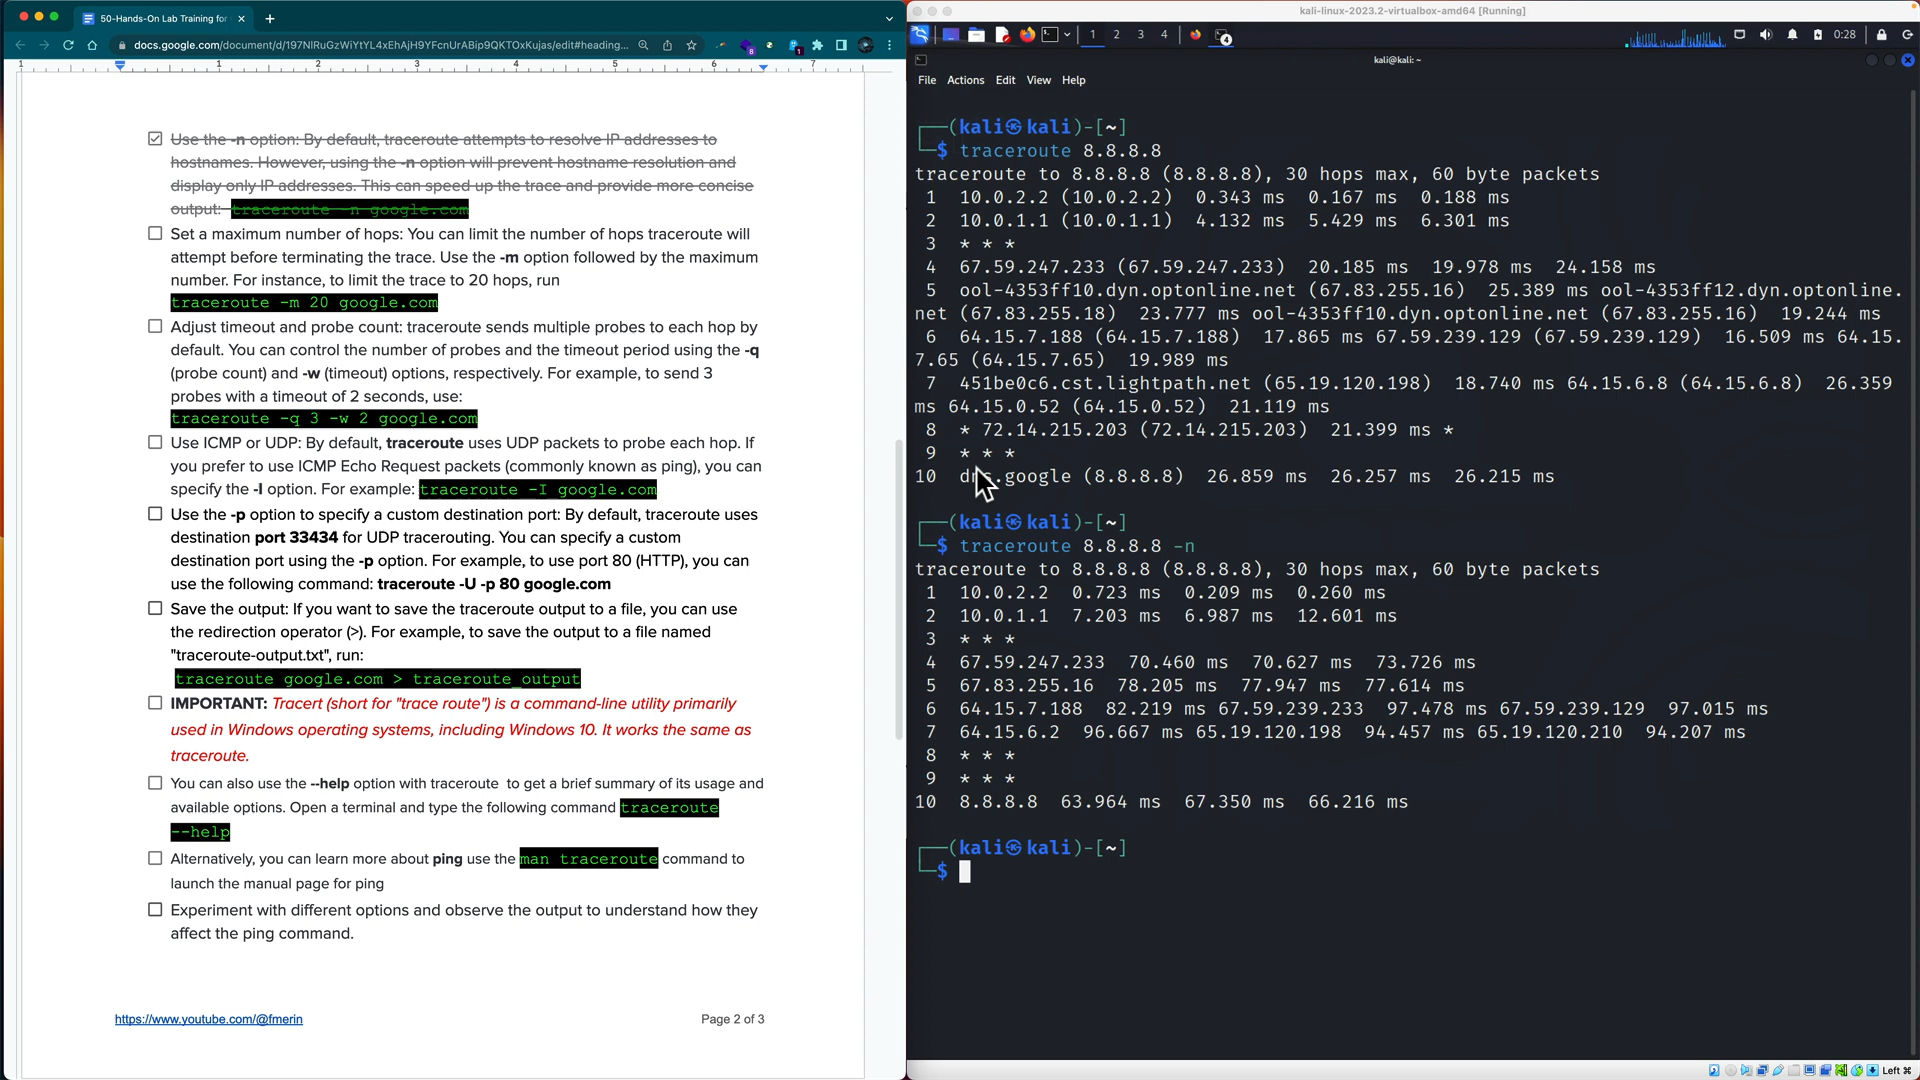 50-Hands-On Lab Training for
docs.google.com/document/d/197NlRuGzWiYtYL4xEhAjH9YFcnUrABip9QKTOxKujas/edit#heading...
1 1 2 3 4 5 6 7
Use the -n option: By default, traceroute attempts to resolve IP addresses to
hostnames. However, using the -n option will prevent hostname resolution and
display only IP addresses. This can speed up the trace and provide more concise
output: traceroute -n google.com
Set a maximum number of hops: You can limit the number of hops traceroute will
attempt before terminating the trace. Use the -m option followed by the maximum
number. For instance, to limit the trace to 20 hops, run
traceroute -m 20 google.com
Adjust timeout and probe count: traceroute sends multiple probes to each hop by
default. You can control the number of probes and the timeout period using the -q
(probe count) and -w (timeout) options, respectively. For example, to send 3
probes with a timeout of 2 seconds, use:
traceroute -q 3 -w 2 google.com
Use ICMP or UDP: By default, traceroute uses UDP packets to probe each hop. If
you prefer to use ICMP Echo Request packets (commonly known as ping), you can
specify the -I option. For example: traceroute -I google.com
Use the -p option to specify a custom destination port: By default, traceroute uses
destination port 33434 for UDP tracerouting. You can specify a custom
destination port using the -p option. For example, to use port 80 (HTTP), you can
use the following command: traceroute -U -p 80 google.com
Save the output: If you want to save the traceroute output to a file, you can use
the redirection operator (>). For example, to save the output to a file named
"traceroute-output.txt", run:
traceroute google.com > traceroute_output
IMPORTANT: Tracert (short for "trace route") is a command-line utility primarily
used in Windows operating systems, including Windows 10. It works the same as
traceroute.
You can also use the --help option with traceroute to get a brief summary of its usage and
available options. Open a terminal and type the following command traceroute
--help
Alternatively, you can learn more about ping use the man traceroute command to
launch the manual page for ping
Experiment with different options and observe the output to understand how they
affect the ping command.
https://www.youtube.com/@fmerin Page 2 of 3
kali-linux-2023.2-virtualbox-amd64 [Running]
1 2 3 4 4 0:28
kali@kali: ~
File Actions Edit View Help
┌──(kali㉿kali)-[~]
└─$ traceroute 8.8.8.8
traceroute to 8.8.8.8 (8.8.8.8), 30 hops max, 60 byte packets
1 10.0.2.2 (10.0.2.2) 0.343 ms 0.167 ms 0.188 ms
2 10.0.1.1 (10.0.1.1) 4.132 ms 5.429 ms 6.301 ms
3 * * *
4 67.59.247.233 (67.59.247.233) 20.185 ms 19.978 ms 24.158 ms
5 ool-4353ff10.dyn.optonline.net (67.83.255.16) 25.389 ms ool-4353ff12.dyn.optonline.
net (67.83.255.18) 23.777 ms ool-4353ff10.dyn.optonline.net (67.83.255.16) 19.244 ms
6 64.15.7.188 (64.15.7.188) 17.865 ms 67.59.239.129 (67.59.239.129) 16.509 ms 64.15.
7.65 (64.15.7.65) 19.989 ms
7 451be0c6.cst.lightpath.net (65.19.120.198) 18.740 ms 64.15.6.8 (64.15.6.8) 26.359
ms 64.15.0.52 (64.15.0.52) 21.119 ms
8 * 72.14.215.203 (72.14.215.203) 21.399 ms *
9 * * *
10 dns.google (8.8.8.8) 26.859 ms 26.257 ms 26.215 ms
┌──(kali㉿kali)-[~]
└─$ traceroute 8.8.8.8 -n
traceroute to 8.8.8.8 (8.8.8.8), 30 hops max, 60 byte packets
1 10.0.2.2 0.723 ms 0.209 ms 0.260 ms
2 10.0.1.1 7.203 ms 6.987 ms 12.601 ms
3 * * *
4 67.59.247.233 70.460 ms 70.627 ms 73.726 ms
5 67.83.255.16 78.205 ms 77.947 ms 77.614 ms
6 64.15.7.188 82.219 ms 67.59.239.233 97.478 ms 67.59.239.129 97.015 ms
7 64.15.6.2 96.667 ms 65.19.120.198 94.457 ms 65.19.120.210 94.207 ms
8 * * *
9 * * *
10 8.8.8.8 63.964 ms 67.350 ms 66.216 ms
┌──(kali㉿kali)-[~]
└─$
Left ⌘